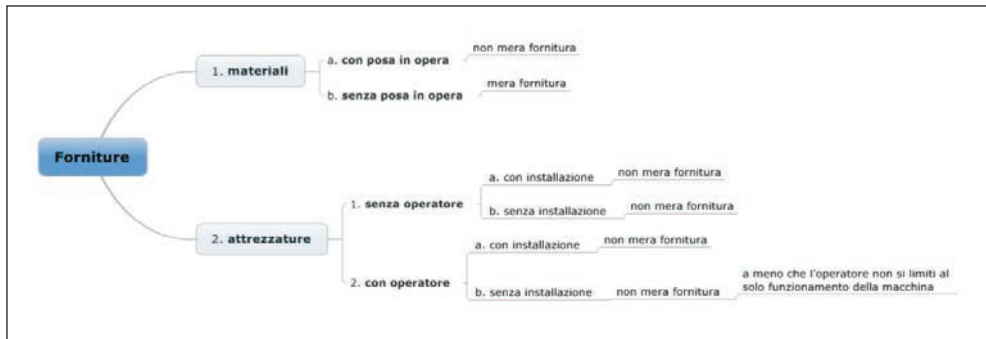 Forniture
1. materiali
a. con posa in opera
non mera fornitura
b. senza posa in opera
mera fornitura
2. attrezzature
1. senza operatore
a. con installazione
non mera fornitura
b. senza installazione
non mera fornitura
2. con operatore
a. con installazione
non mera fornitura
b. senza installazione
non mera fornitura
a meno che l'operatore non si limiti al
solo funzionamento della macchina